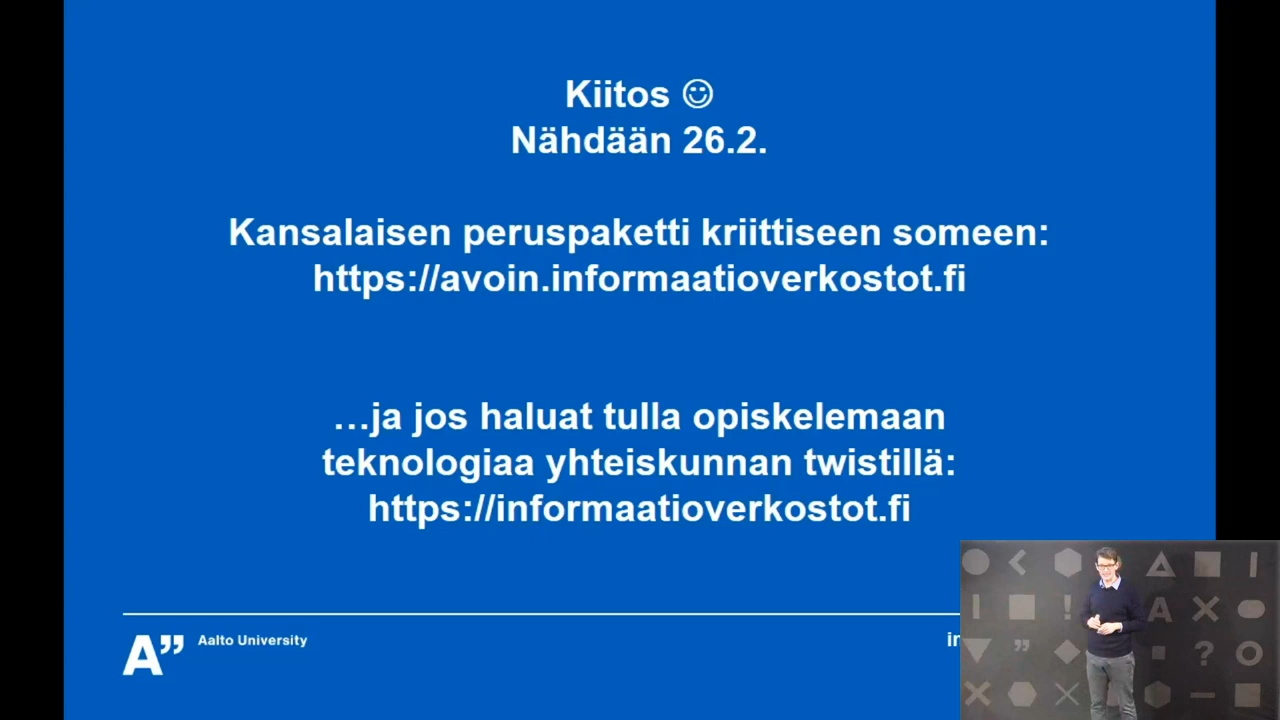 Kiitos ☺
Nähdään 26.2.
Kansalaisen peruspaketti kriittiseen someen:
https://avoin.informaatioverkostot.fi
…ja jos haluat tulla opiskelemaan
teknologiaa yhteiskunnan twistillä:
https://informaatioverkostot.fi
A”
Aalto University